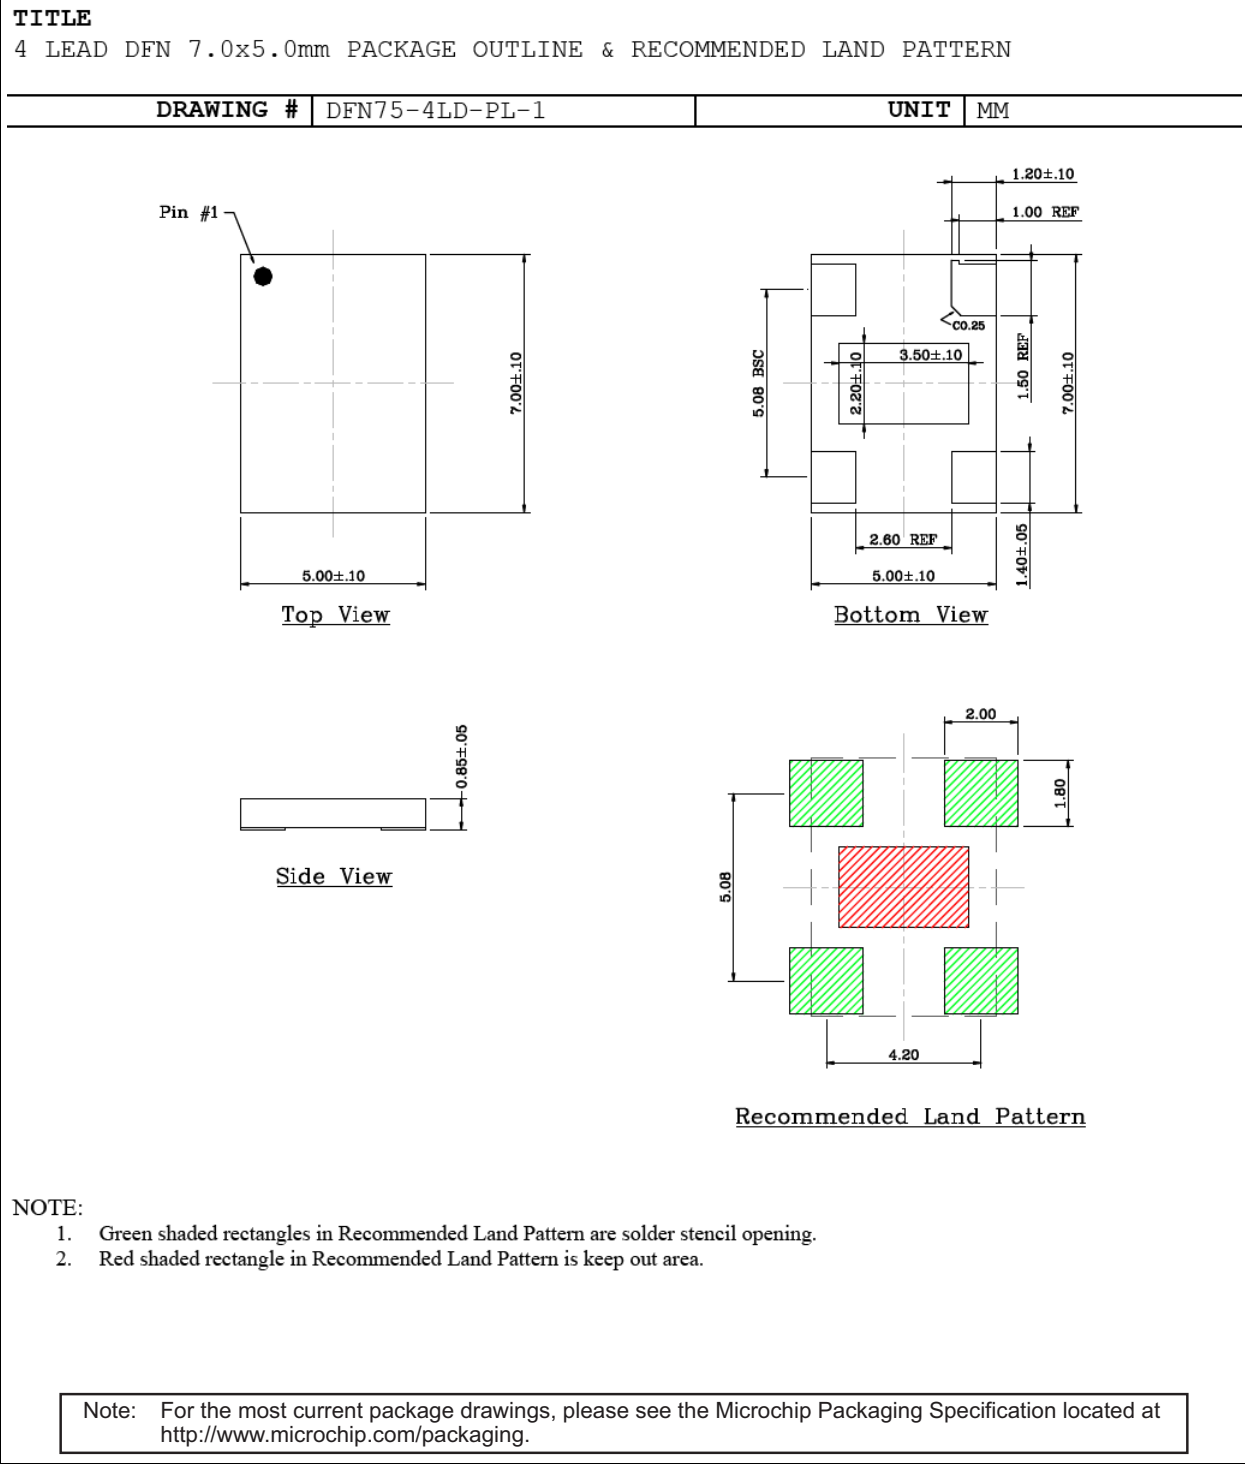 TITLE
4 LEAD DFN 7.0x5.0mm PACKAGE OUTLINE & RECOMMENDED LAND PATTERN
DRAWING # DFN75-4LD-PL-1 UNIT MM
Pin #1
7.00±.10
5.00±.10
Top View
1.20±.10
1.00 REF
C0.25
5.08 BSC
2.20±.10
3.50±.10
1.50 REF
7.00±.10
2.60 REF
1.40±.05
5.00±.10
Bottom View
0.85±.05
Side View
2.00
1.80
5.08
4.20
Recommended Land Pattern
NOTE:
1. Green shaded rectangles in Recommended Land Pattern are solder stencil opening.
2. Red shaded rectangle in Recommended Land Pattern is keep out area.
Note: For the most current package drawings, please see the Microchip Packaging Specification located at
http://www.microchip.com/packaging.